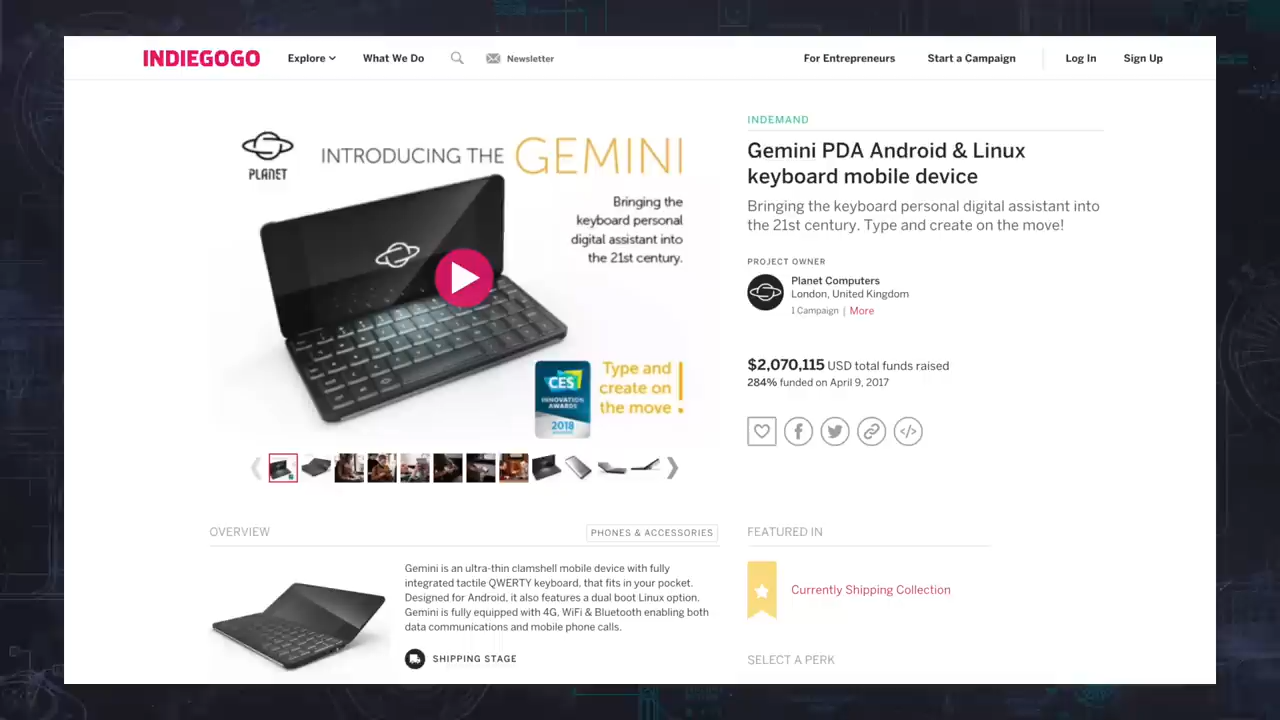 INDIEGOGO Explore What We Do Newsletter For Entrepreneurs Start a Campaign Log In Sign Up
PLANET
INTRODUCING THE GEMINI
Bringing the
keyboard personal
digital assistant into
the 21st century.
CES
INNOVATION
AWARDS
2018
Type and
create on
the move
INDEMAND
Gemini PDA Android & Linux
keyboard mobile device
Bringing the keyboard personal digital assistant into
the 21st century. Type and create on the move!
PROJECT OWNER
Planet Computers
London, United Kingdom
1 Campaign | More
$2,070,115 USD total funds raised
284% funded on April 9, 2017
OVERVIEW PHONES & ACCESSORIES
Gemini is an ultra-thin clamshell mobile device with fully
integrated tactile QWERTY keyboard, that fits in your pocket.
Designed for Android, it also features a dual boot Linux option.
Gemini is fully equipped with 4G, WiFi & Bluetooth enabling both
data communications and mobile phone calls.
SHIPPING STAGE
FEATURED IN
Currently Shipping Collection
SELECT A PERK